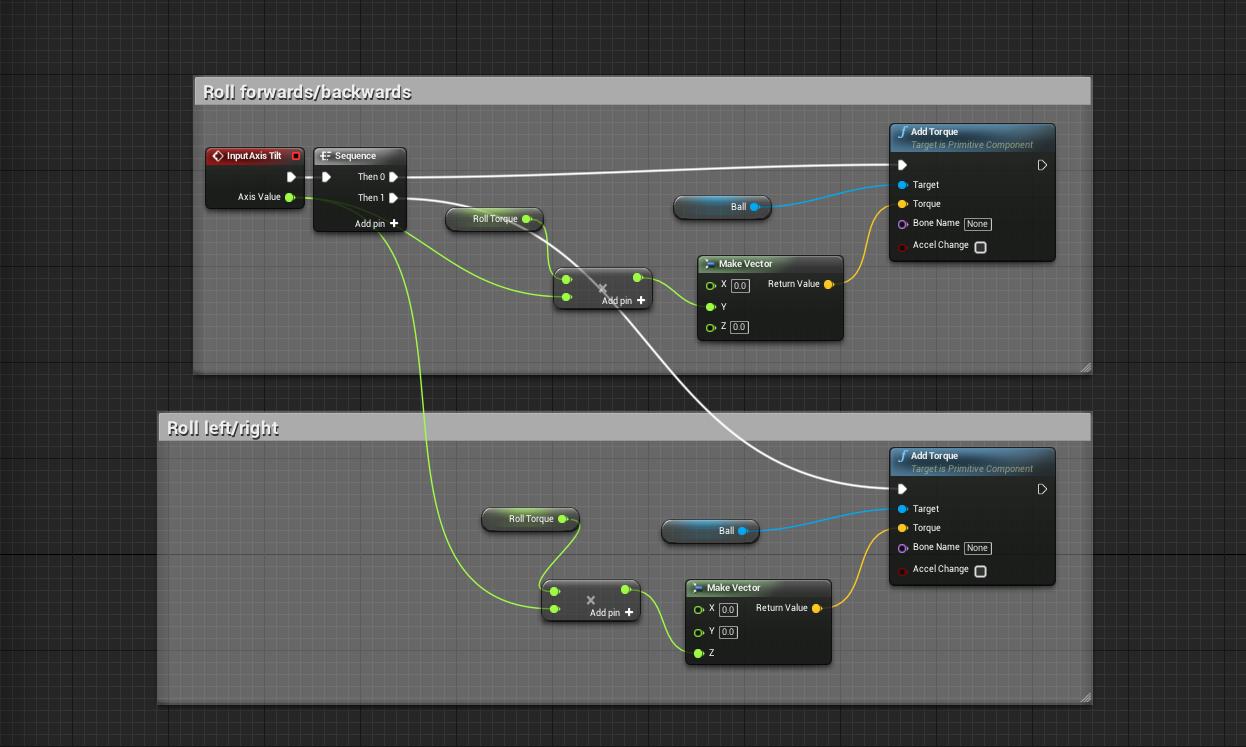 Roll forwards/backwards
InputAxis Tilt
Axis Value
Sequence
Then 0
Then 1
Add pin
Roll Torque
Add pin
Ball
Make Vector
X 0.0
Return Value
Y
Z 0.0
Add Torque
Target is Primitive Component
Target
Torque
Bone Name None
Accel Change
Roll left/right
Roll Torque
Add pin
Ball
Make Vector
X 0.0
Return Value
Y 0.0
Z
Add Torque
Target is Primitive Component
Target
Torque
Bone Name None
Accel Change